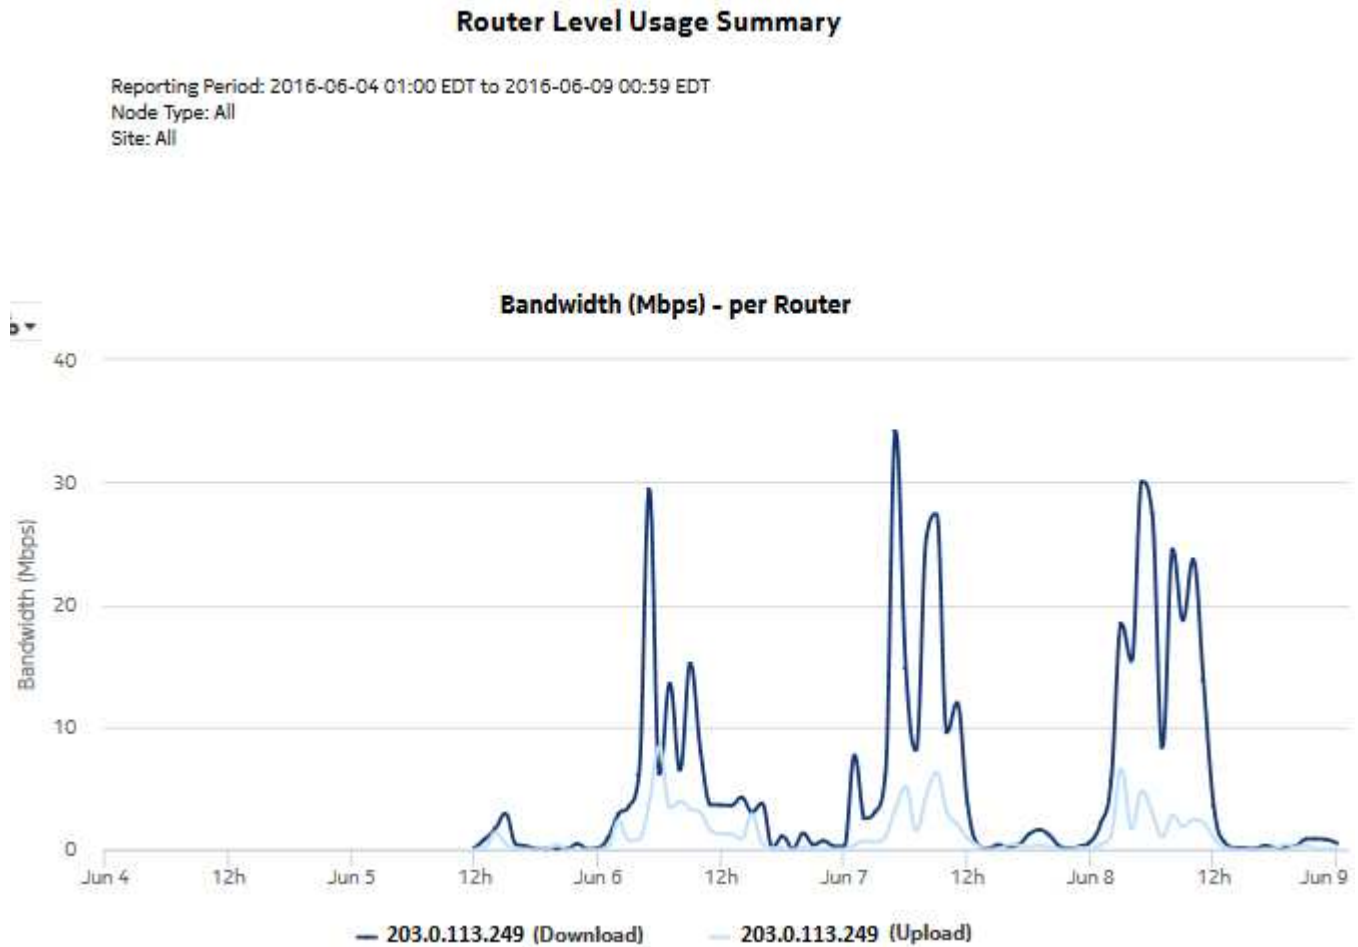 Router Level Usage Summary
Reporting Period: 2016-06-04 01:00 EDT to 2016-06-09 00:59 EDT
Node Type: All
Site: All
Bandwidth (Mbps) - per Router
40
30
20
10
0
Bandwidth (Mbps)
Jun 4 12h Jun 5 12h Jun 6 12h Jun 7 12h Jun 8 12h Jun 9
203.0.113.249 (Download) 203.0.113.249 (Upload)